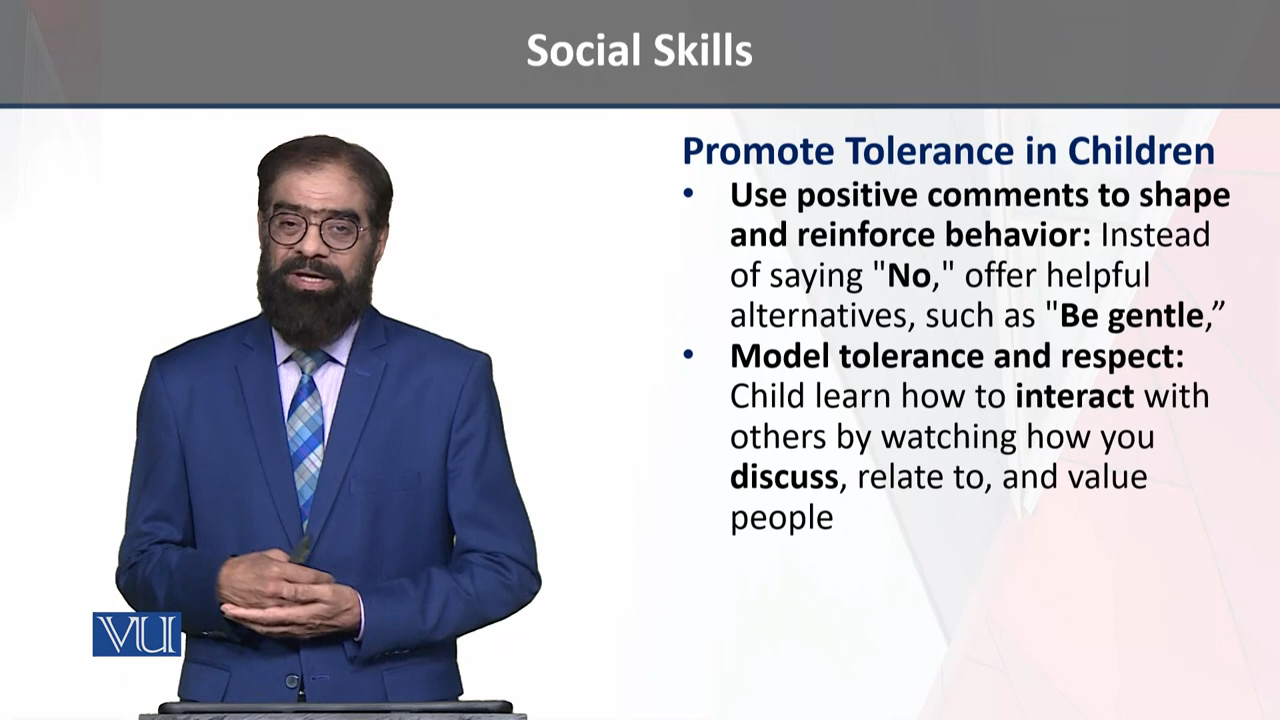 Social Skills
Promote Tolerance in Children
• Use positive comments to shape
and reinforce behavior: Instead
of saying "No," offer helpful
alternatives, such as "Be gentle,”
• Model tolerance and respect:
Child learn how to interact with
others by watching how you
discuss, relate to, and value
people
VU